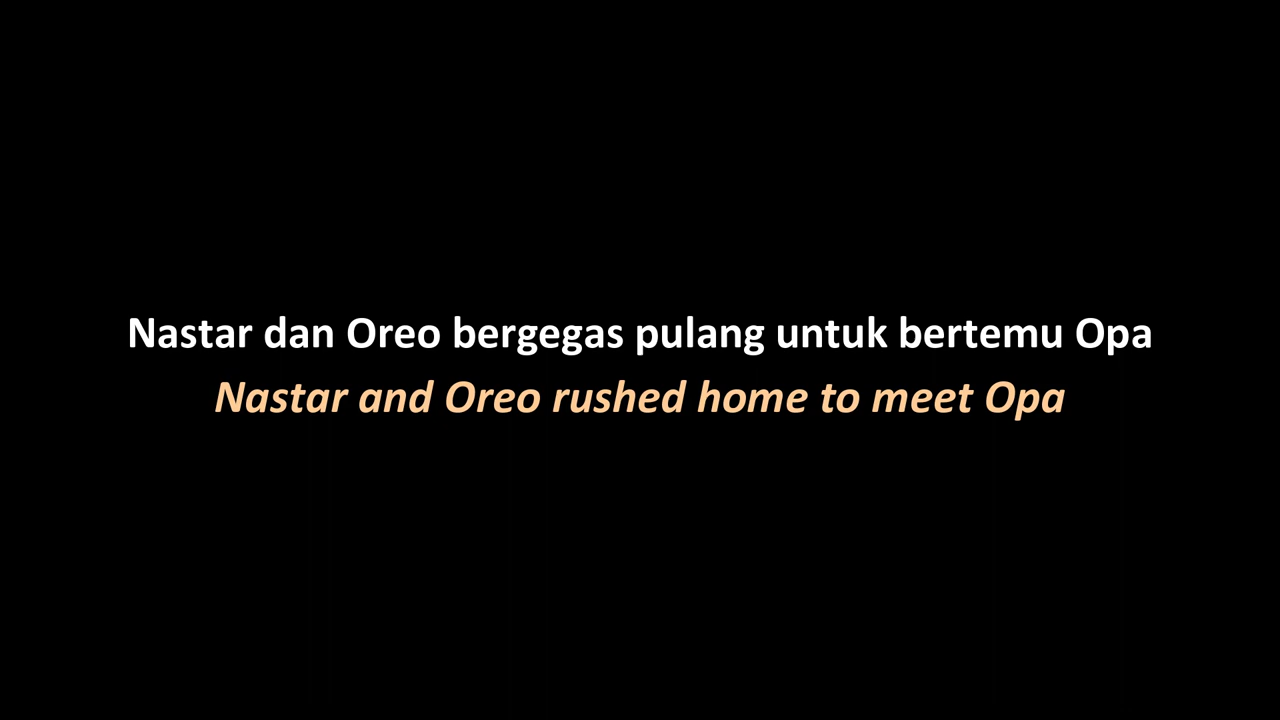 Nastar dan Oreo bergegas pulang untuk bertemu Opa
Nastar and Oreo rushed home to meet Opa